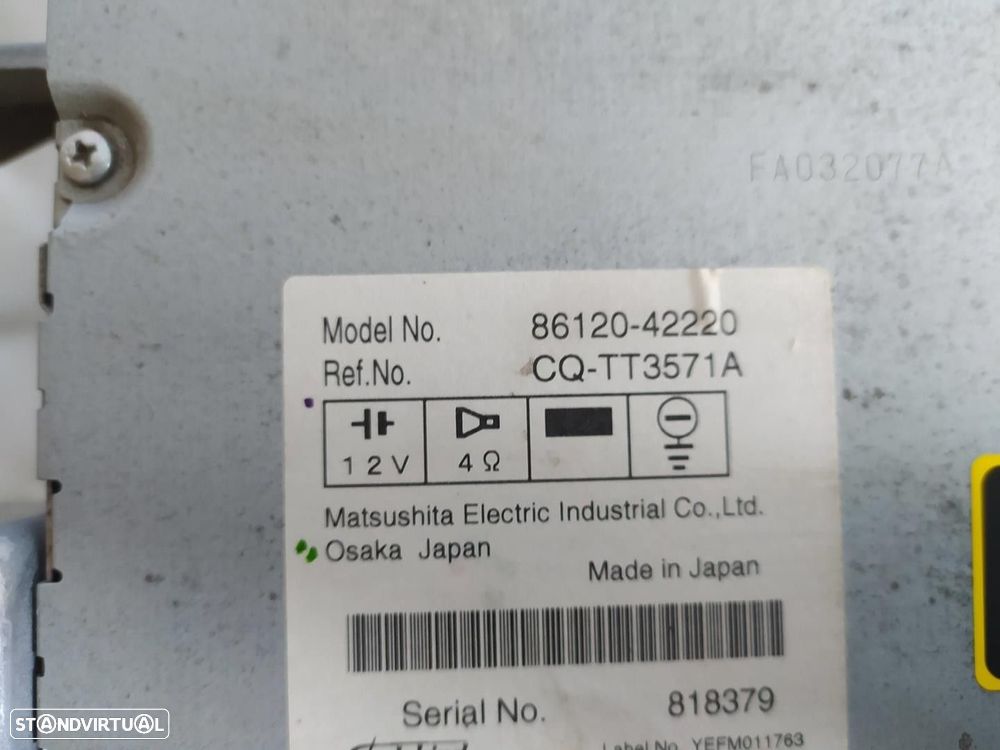 FA032077A
Model No. 86120-42220
Ref.No. CQ-TT3571A
12V 4Ω
Matsushita Electric Industrial Co.,Ltd.
Osaka Japan
Made in Japan
Serial No. 818379
Label No. YEFM011763
STANDVIRTUAL